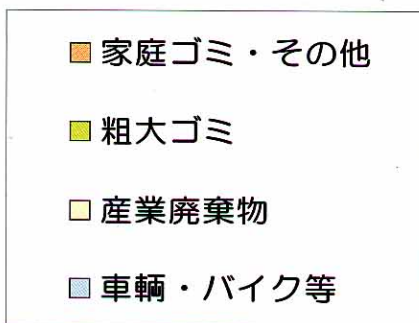 家庭ゴミ・その他
粗大ゴミ
産業廃棄物
車輌・バイク等